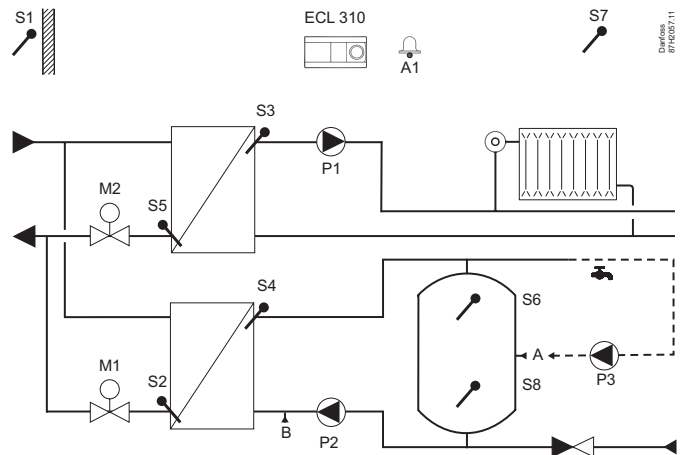 S1
ECL 310
A1
S7
Danfoss
87H2057.11
S3
P1
M2
S5
S4
S6
M1
A
S2
S8
P3
B
P2